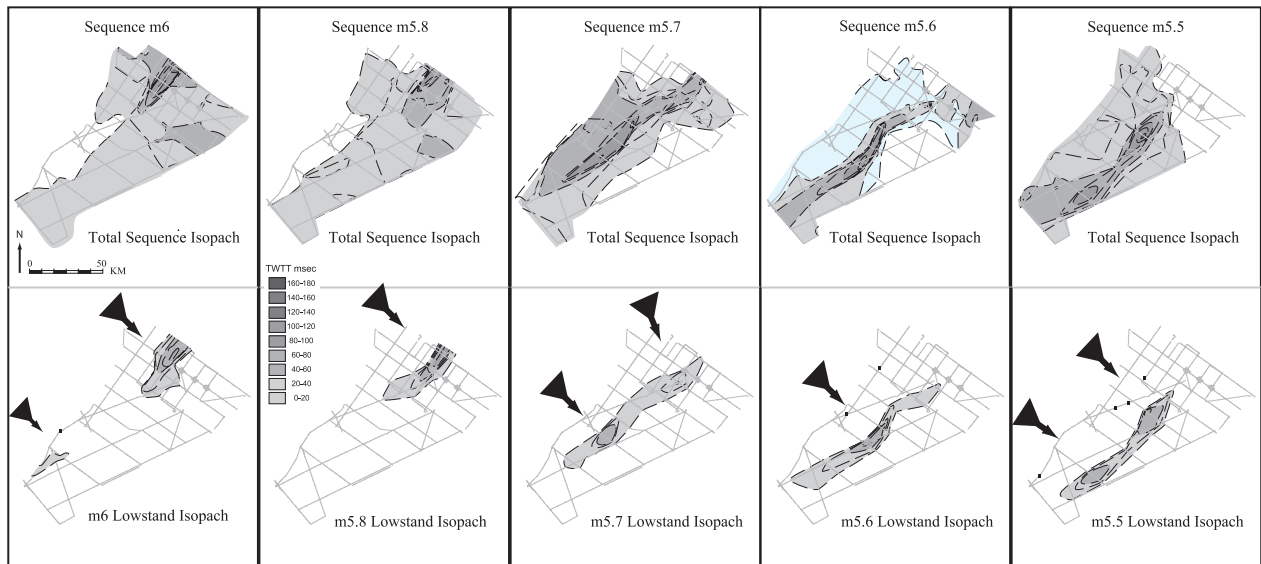 Sequence m6
Sequence m5.8
Sequence m5.7
Sequence m5.6
Sequence m5.5
Total Sequence Isopach
Total Sequence Isopach
Total Sequence Isopach
Total Sequence Isopach
Total Sequence Isopach
N
0 50
KM
TWTT msec
160-180
140-160
120-140
100-120
80-100
60-80
40-60
20-40
0-20
m6 Lowstand Isopach
m5.8 Lowstand Isopach
m5.7 Lowstand Isopach
m5.6 Lowstand Isopach
m5.5 Lowstand Isopach